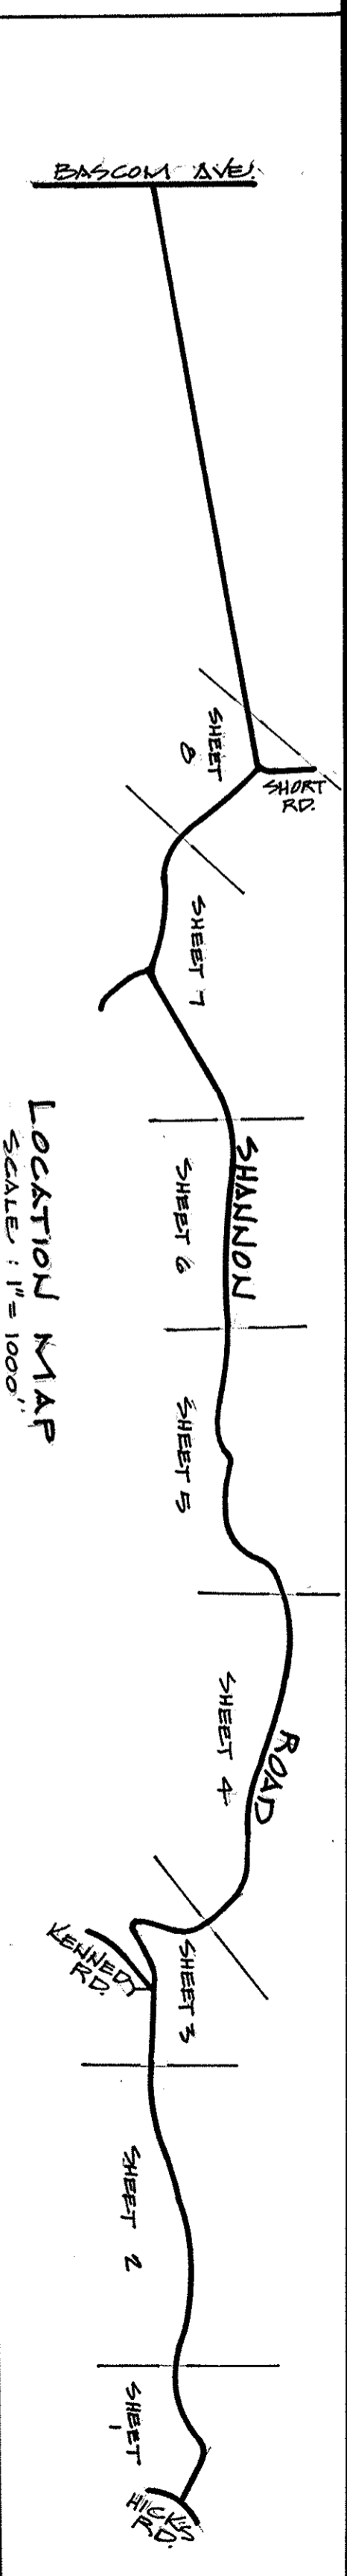 BASCOM AVE.
SHEET
8
SHORT
RD.
SHEET 7
SHANNON
SHEET 6
LOCATION MAP
SCALE : 1" = 1000'
SHEET 5
SHEET 4
ROAD
SHEET 3
KENNEDY
RD.
SHEET 2
SHEET
1
HICKS
RD.